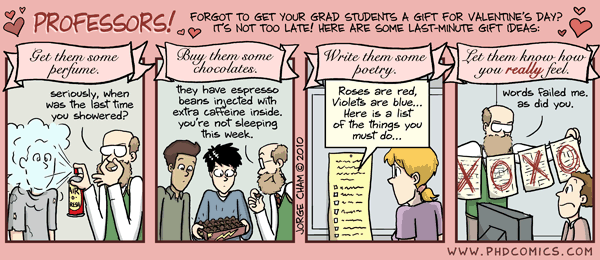 PROFESSORS!
FORGOT TO GET YOUR GRAD STUDENTS A GIFT FOR VALENTINE'S DAY?
IT'S NOT TOO LATE! HERE ARE SOME LAST-MINUTE GIFT IDEAS:
Get them some
perfume.
seriously, when
was the last time
you showered?
Buy them some
chocolates.
they have espresso
beans injected with
extra caffeine inside.
you're not sleeping
this week.
JORGE CHAM © 2010
Write them some
poetry.
Roses are red,
Violets are blue...
Here is a list
of the things you
must do...
Let them know how
you really feel.
words failed me.
as did you.
XOXO
WWW.PHDCOMICS.COM